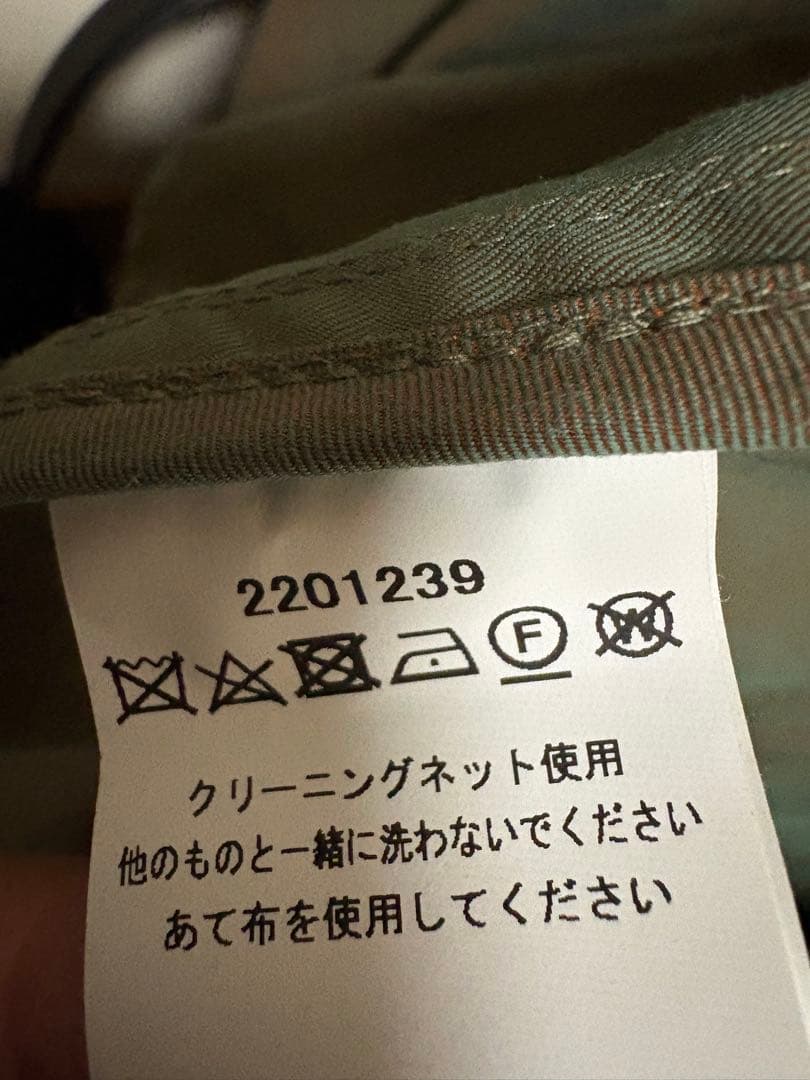 2201239
F W
クリーニングネット使用
他のものと一緒に洗わないでください
あて布を使用してください